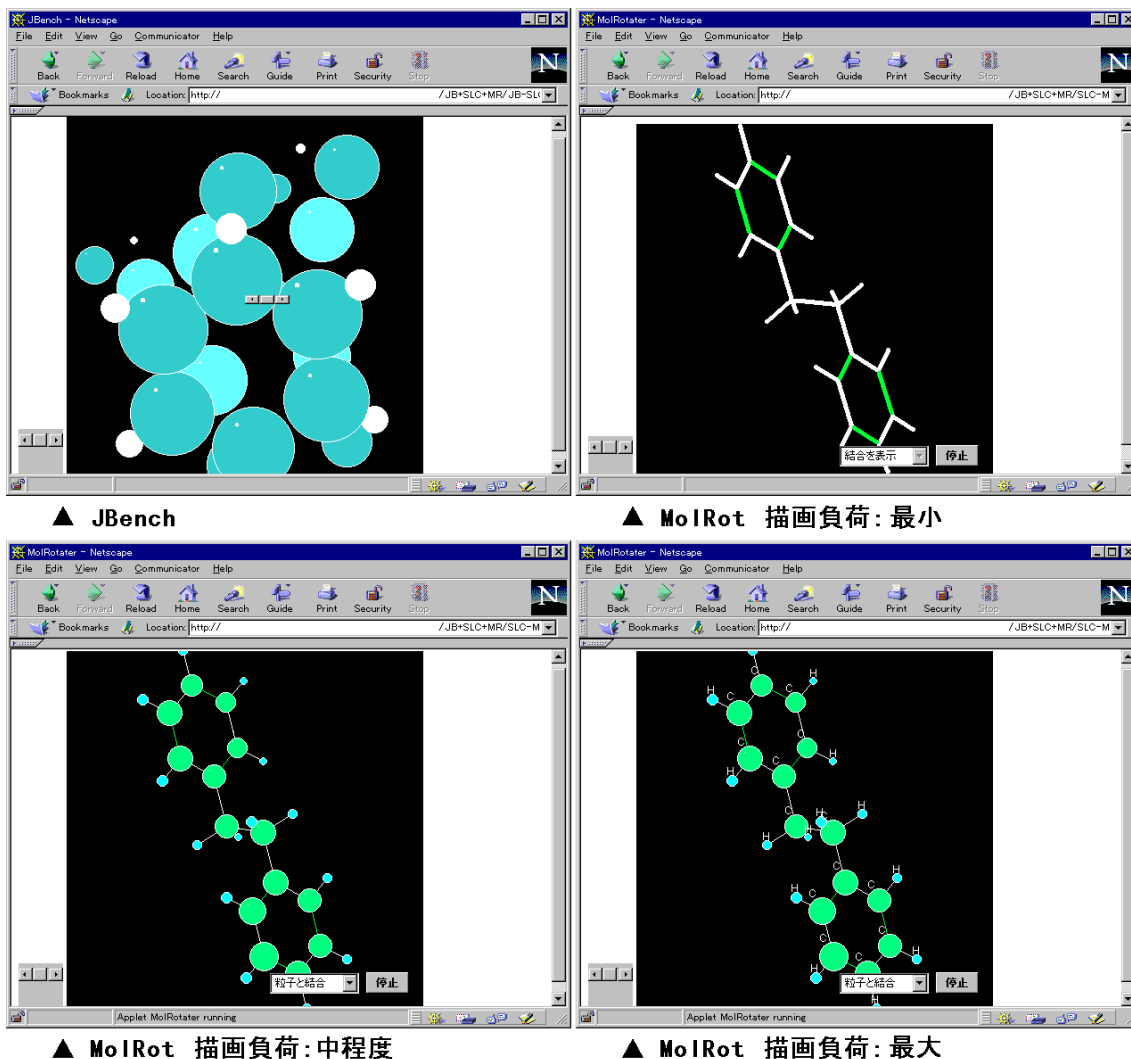 JBench - Netscape
File Edit View Go Communicator Help
Back Forward Reload Home Search Guide Print Security Stop
N
Bookmarks Location: http:// /JB+SLC+MR/JB-SL
▲ JBench
MolRotater - Netscape
File Edit View Go Communicator Help
Back Forward Reload Home Search Guide Print Security Stop
N
Bookmarks Location: http:// /JB+SLC+MR/SLC-M
結合を表示 停止
▲ MolRot 描画負荷：最小
MolRotater - Netscape
File Edit View Go Communicator Help
Back Forward Reload Home Search Guide Print Security Stop
N
Bookmarks Location: http:// /JB+SLC+MR/SLC-M
粒子と結合 停止
Applet MolRotater running
▲ MolRot 描画負荷：中程度
MolRotater - Netscape
File Edit View Go Communicator Help
Back Forward Reload Home Search Guide Print Security Stop
N
Bookmarks Location: http:// /JB+SLC+MR/SLC-M
C H
H C C
C C
H C H
C H C H
H H
C
H C C H
C C H
H C
粒子と結合 停止
H
Applet MolRotater running
▲ MolRot 描画負荷：最大